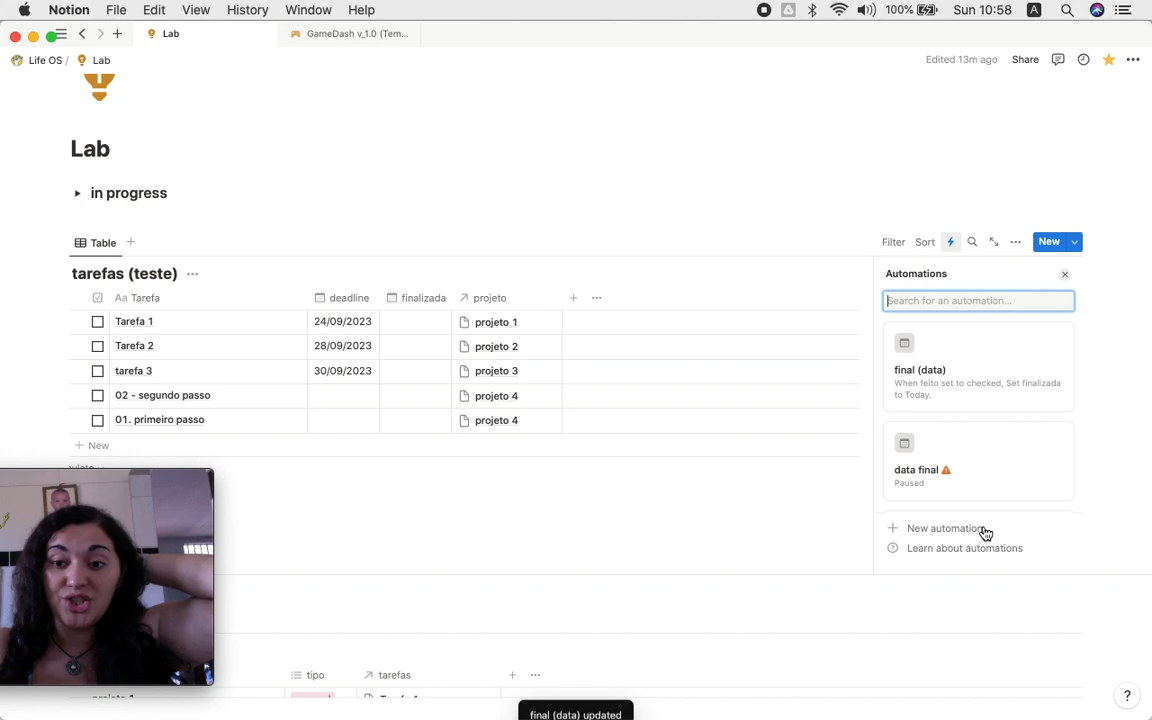 Notion File Edit View History Window Help 100% Sun 10:58 A
Lab GameDash v_1.0 (Tem...
Life OS / Lab Edited 13m ago Share
Lab
in progress
Table Filter Sort New
tarefas (teste) Automations
Aa Tarefa deadline finalizada projeto
Search for an automation...
Tarefa 1 24/09/2023 projeto 1
Tarefa 2 28/09/2023 projeto 2
tarefa 3 30/09/2023 projeto 3
02 - segundo passo projeto 4
01. primeiro passo projeto 4
New
final (data)
When feito set to checked, Set finalizada
to Today.
data final
Paused
New automation
Learn about automations
tipo tarefas
final (data) updated
?